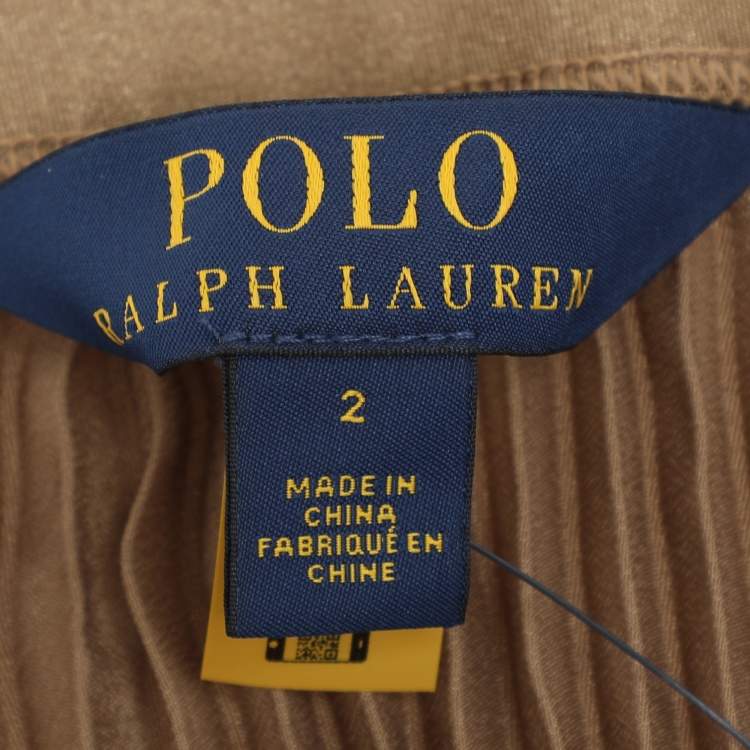 POLO
RALPH LAUREN
2
MADE IN
CHINA
FABRIQUÉ EN
CHINE